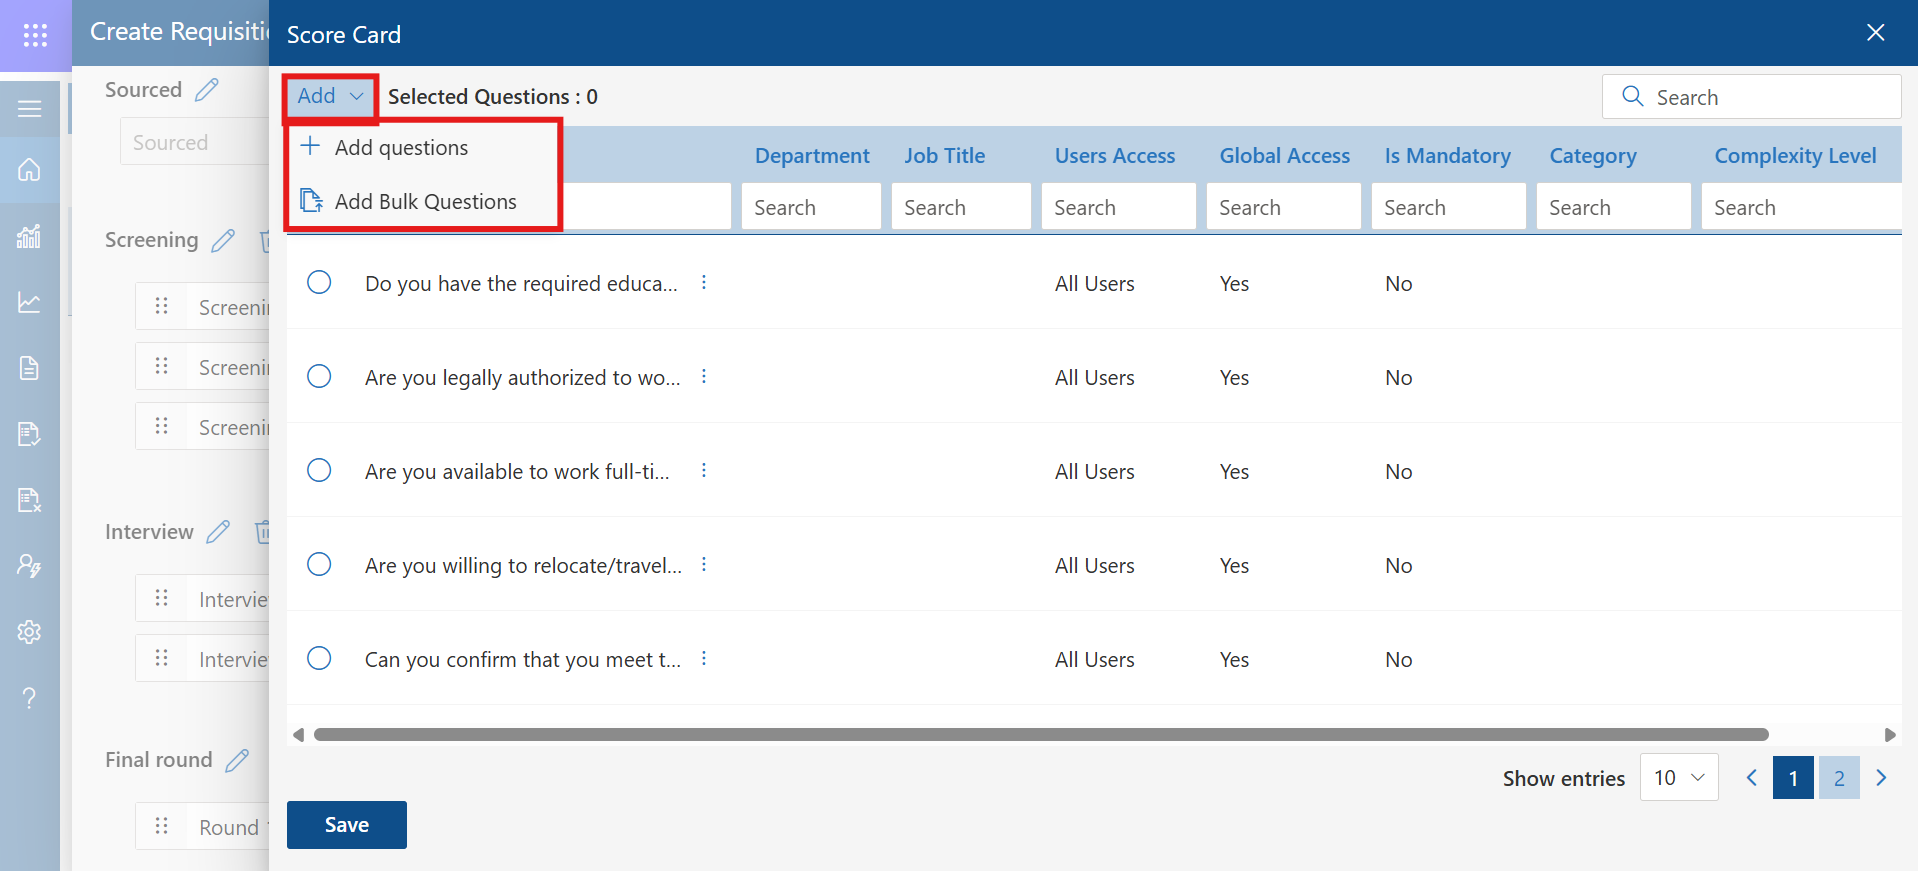 Create Requisitic
Score Card
Sourced
Sourced
Screening
Screenin
Screenin
Screenin
Interview
Intervie
Intervie
Final round
Round
Add
Selected Questions : 0
Search
Add questions
Add Bulk Questions
Department Job Title Users Access Global Access Is Mandatory Category Complexity Level
Search Search Search Search Search Search Search
Do you have the required educa... All Users Yes No
Are you legally authorized to wo... All Users Yes No
Are you available to work full-ti... All Users Yes No
Are you willing to relocate/travel... All Users Yes No
Can you confirm that you meet t... All Users Yes No
Show entries 10 1 2
Save